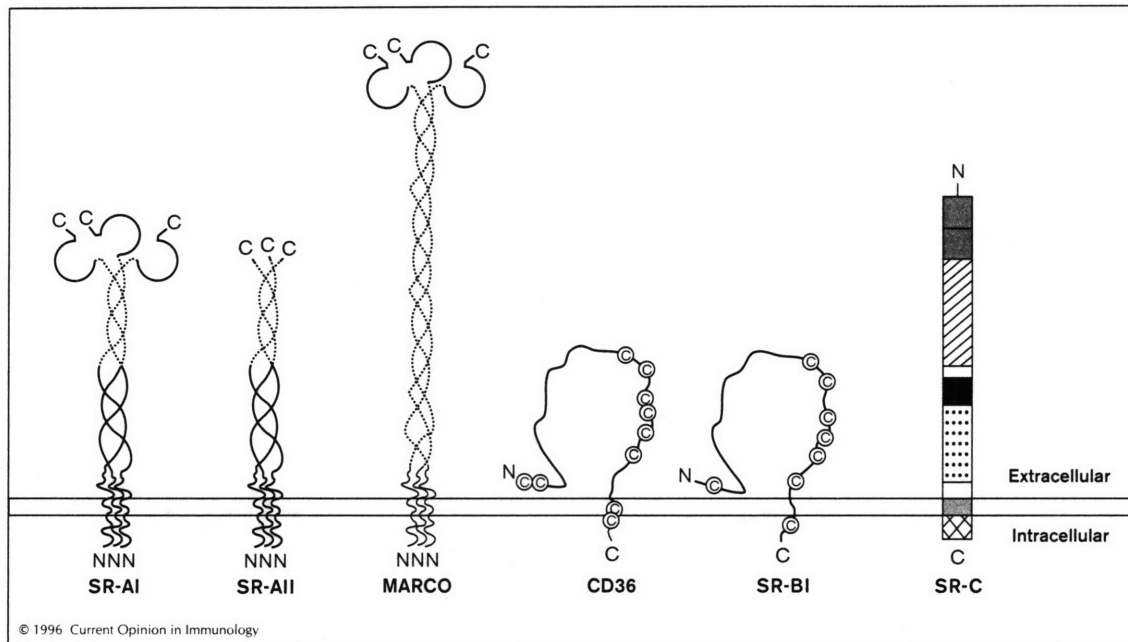 C C C
C C C
N
C C C
Extracellular
N
N
Intracellular
NNN NNN NNN C C C
SR-AI SR-AII MARCO CD36 SR-BI SR-C
© 1996 Current Opinion in Immunology